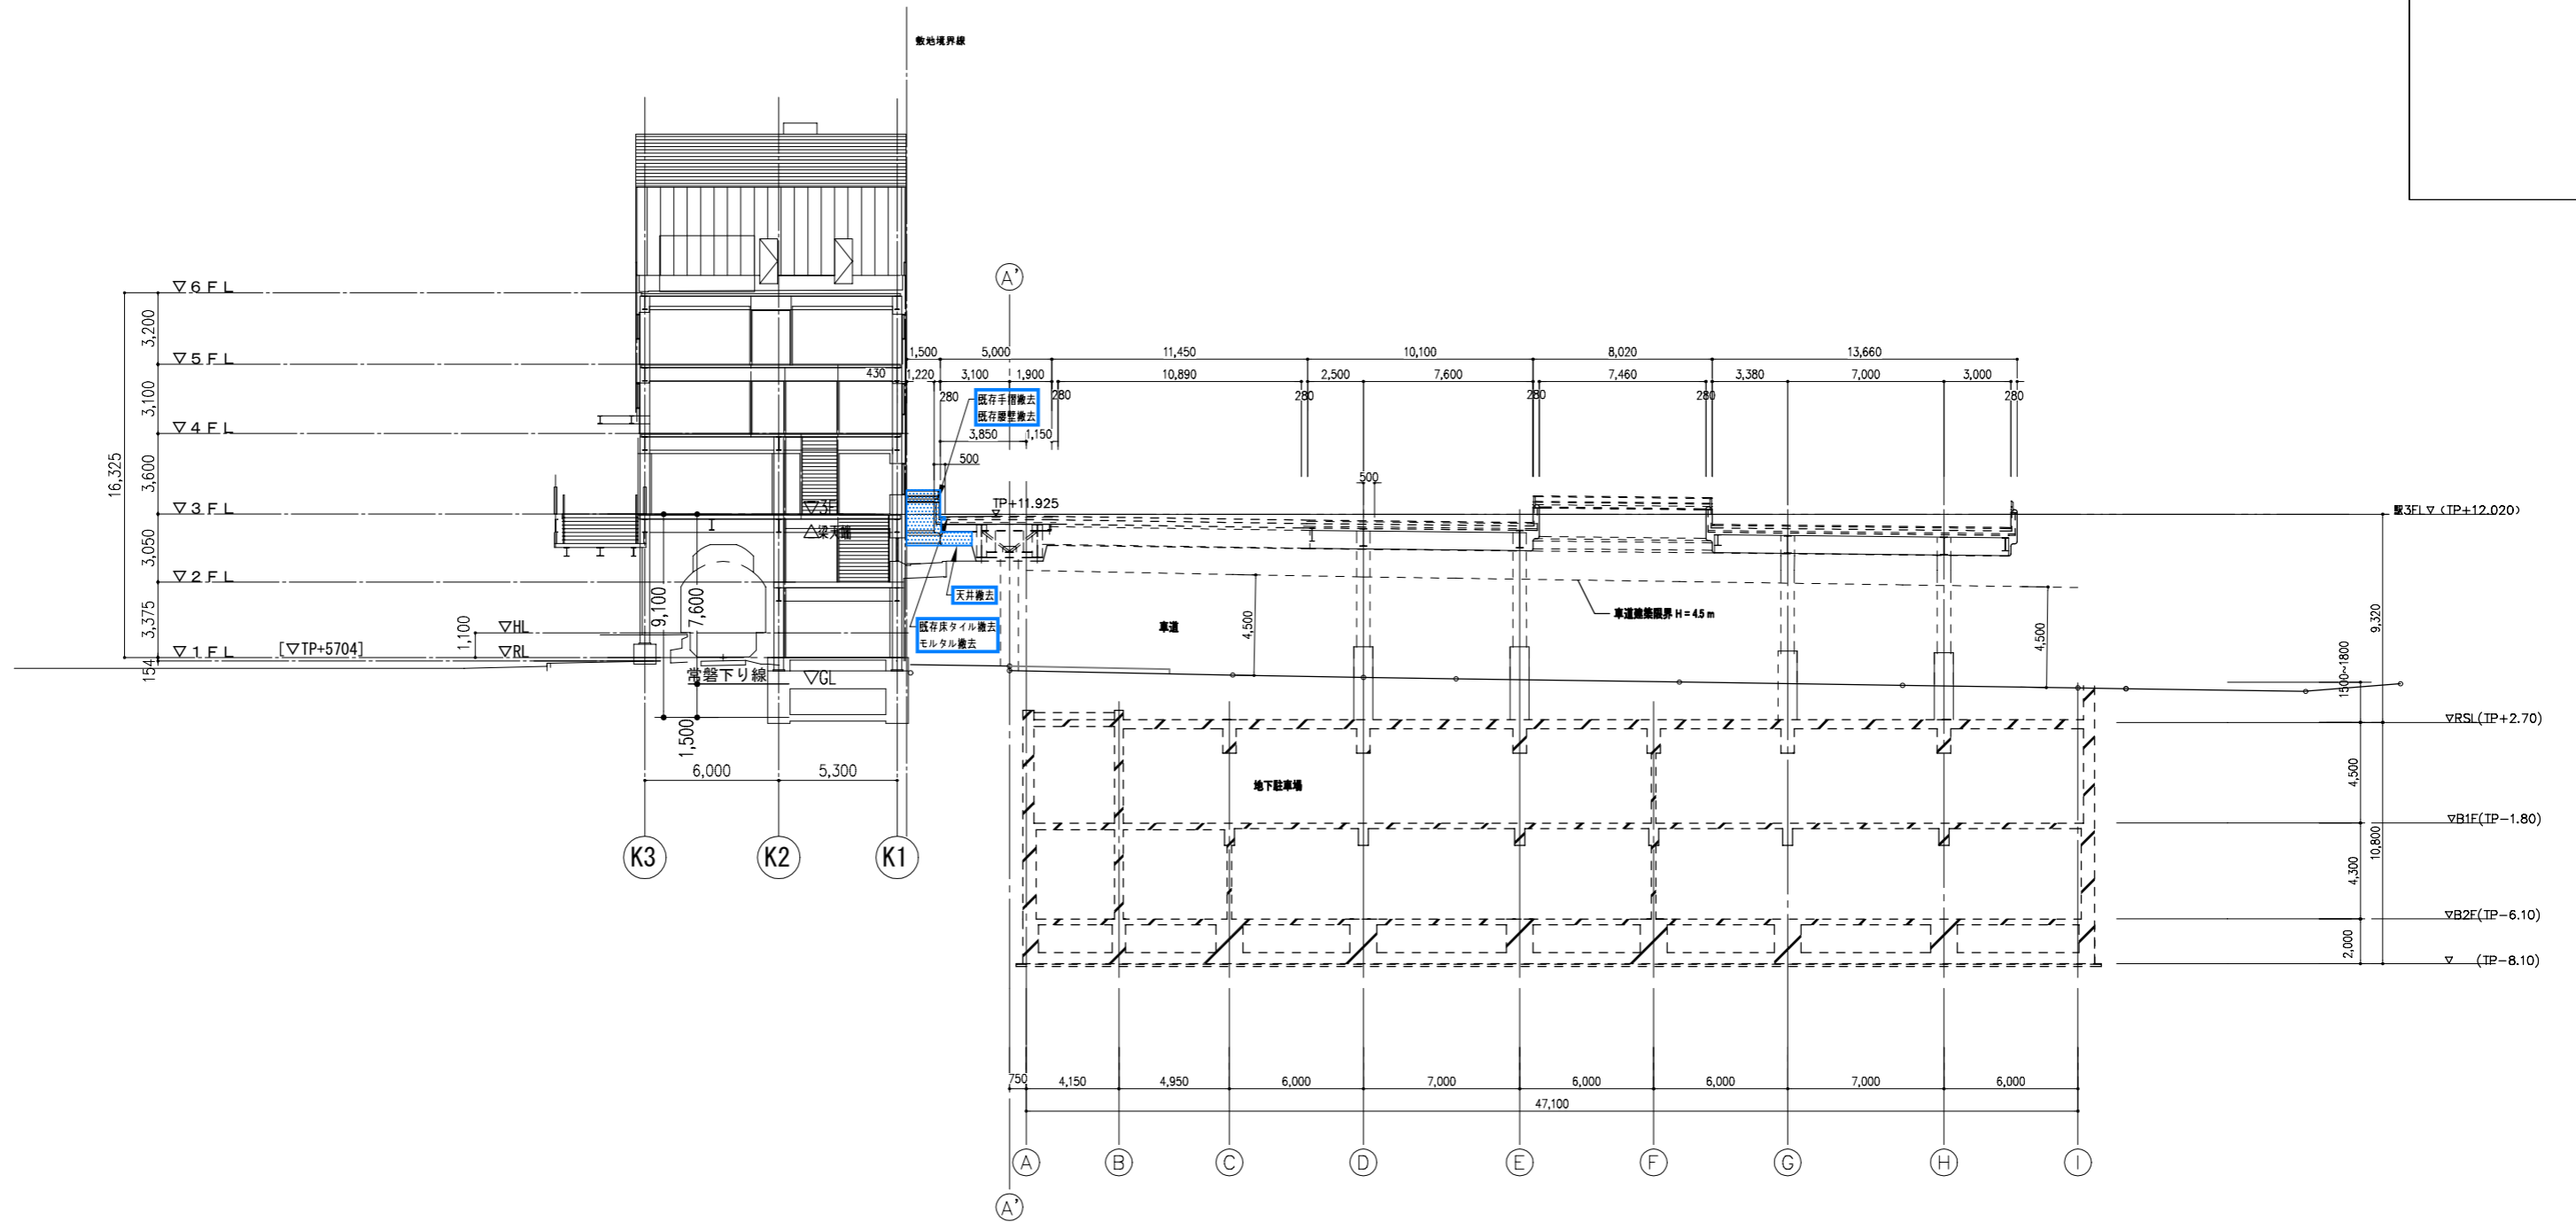 敷地境界線
A'
▽6FL
▽5FL
▽4FL
▽3FL
▽2FL
▽1FL
3,200
3,100
3,600
3,050
3,375
154
16,325
[▽TP+5704]
1,100
▽HL
▽RL
9,100
7,600
1,500
常磐下り線
▽GL
▽3F
△梁天端
6,000
5,300
K3
K2
K1
1,500
5,000
11,450
10,100
8,020
13,660
430
1,220
3,100
1,900
10,890
2,500
7,600
7,460
3,380
7,000
3,000
280
280
280
280
280
280
既存手摺撤去
既存腰壁撤去
3,850
1,150
500
500
TP+11.925
天井撤去
既存床タイル撤去
モルタル撤去
車道
4,500
車道建築限界 H = 4.5 m
4,500
駅3FL▽(TP+12.020)
9,320
1500~1800
▽RSL(TP+2.70)
4,500
▽B1F(TP-1.80)
10,800
4,300
▽B2F(TP-6.10)
2,000
▽ (TP-8.10)
地下駐車場
750
4,150
4,950
6,000
7,000
6,000
6,000
7,000
6,000
47,100
A
B
C
D
E
F
G
H
I
A'